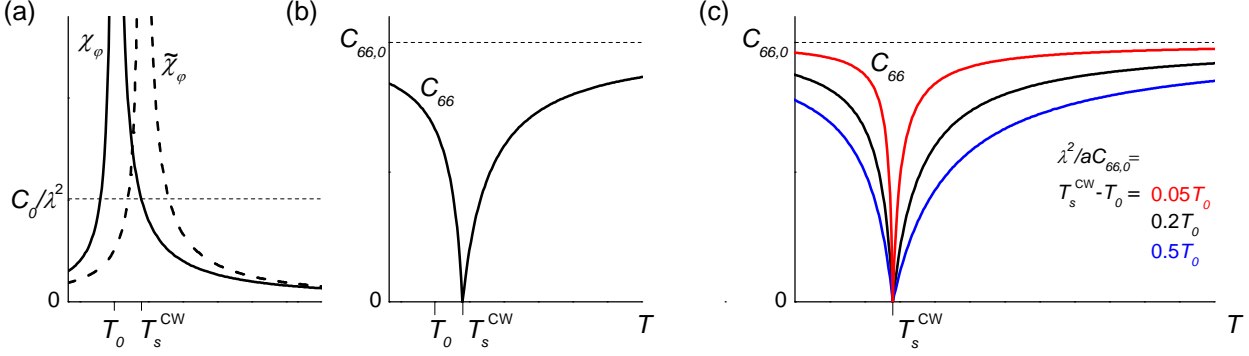 (a)
χφ
χ̃φ
C0/λ²
0
T0
TsCW
(b)
C66,0
C66
0
T0
TsCW
T
(c)
C66,0
C66
λ²/aC66,0=
TsCW-T0 = 0.05T0
0.2T0
0.5T0
0
TsCW
T